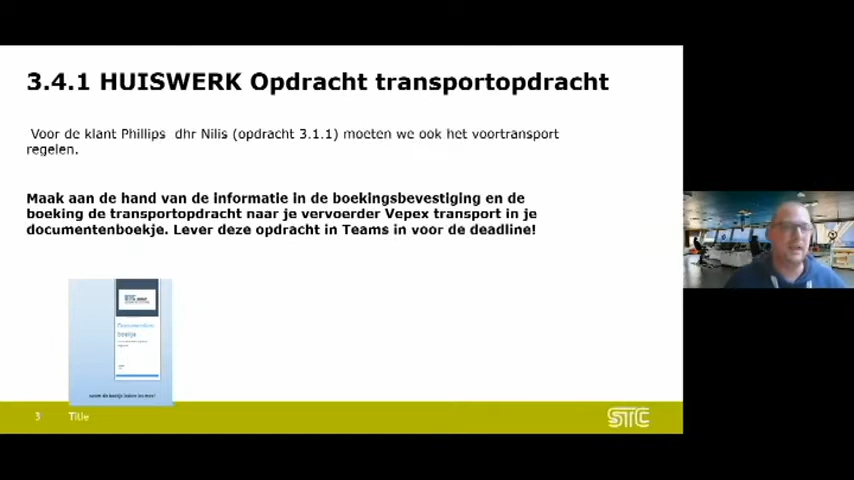 3.4.1 HUISWERK Opdracht transportopdracht
Voor de klant Phillips dhr Nilis (opdracht 3.1.1) moeten we ook het voortransport
regelen.
Maak aan de hand van de informatie in de boekingsbevestiging en de
boeking de transportopdracht naar je vervoerder Vepex transport in je
documentenboekje. Lever deze opdracht in Teams in voor de deadline!
3
Title
STC